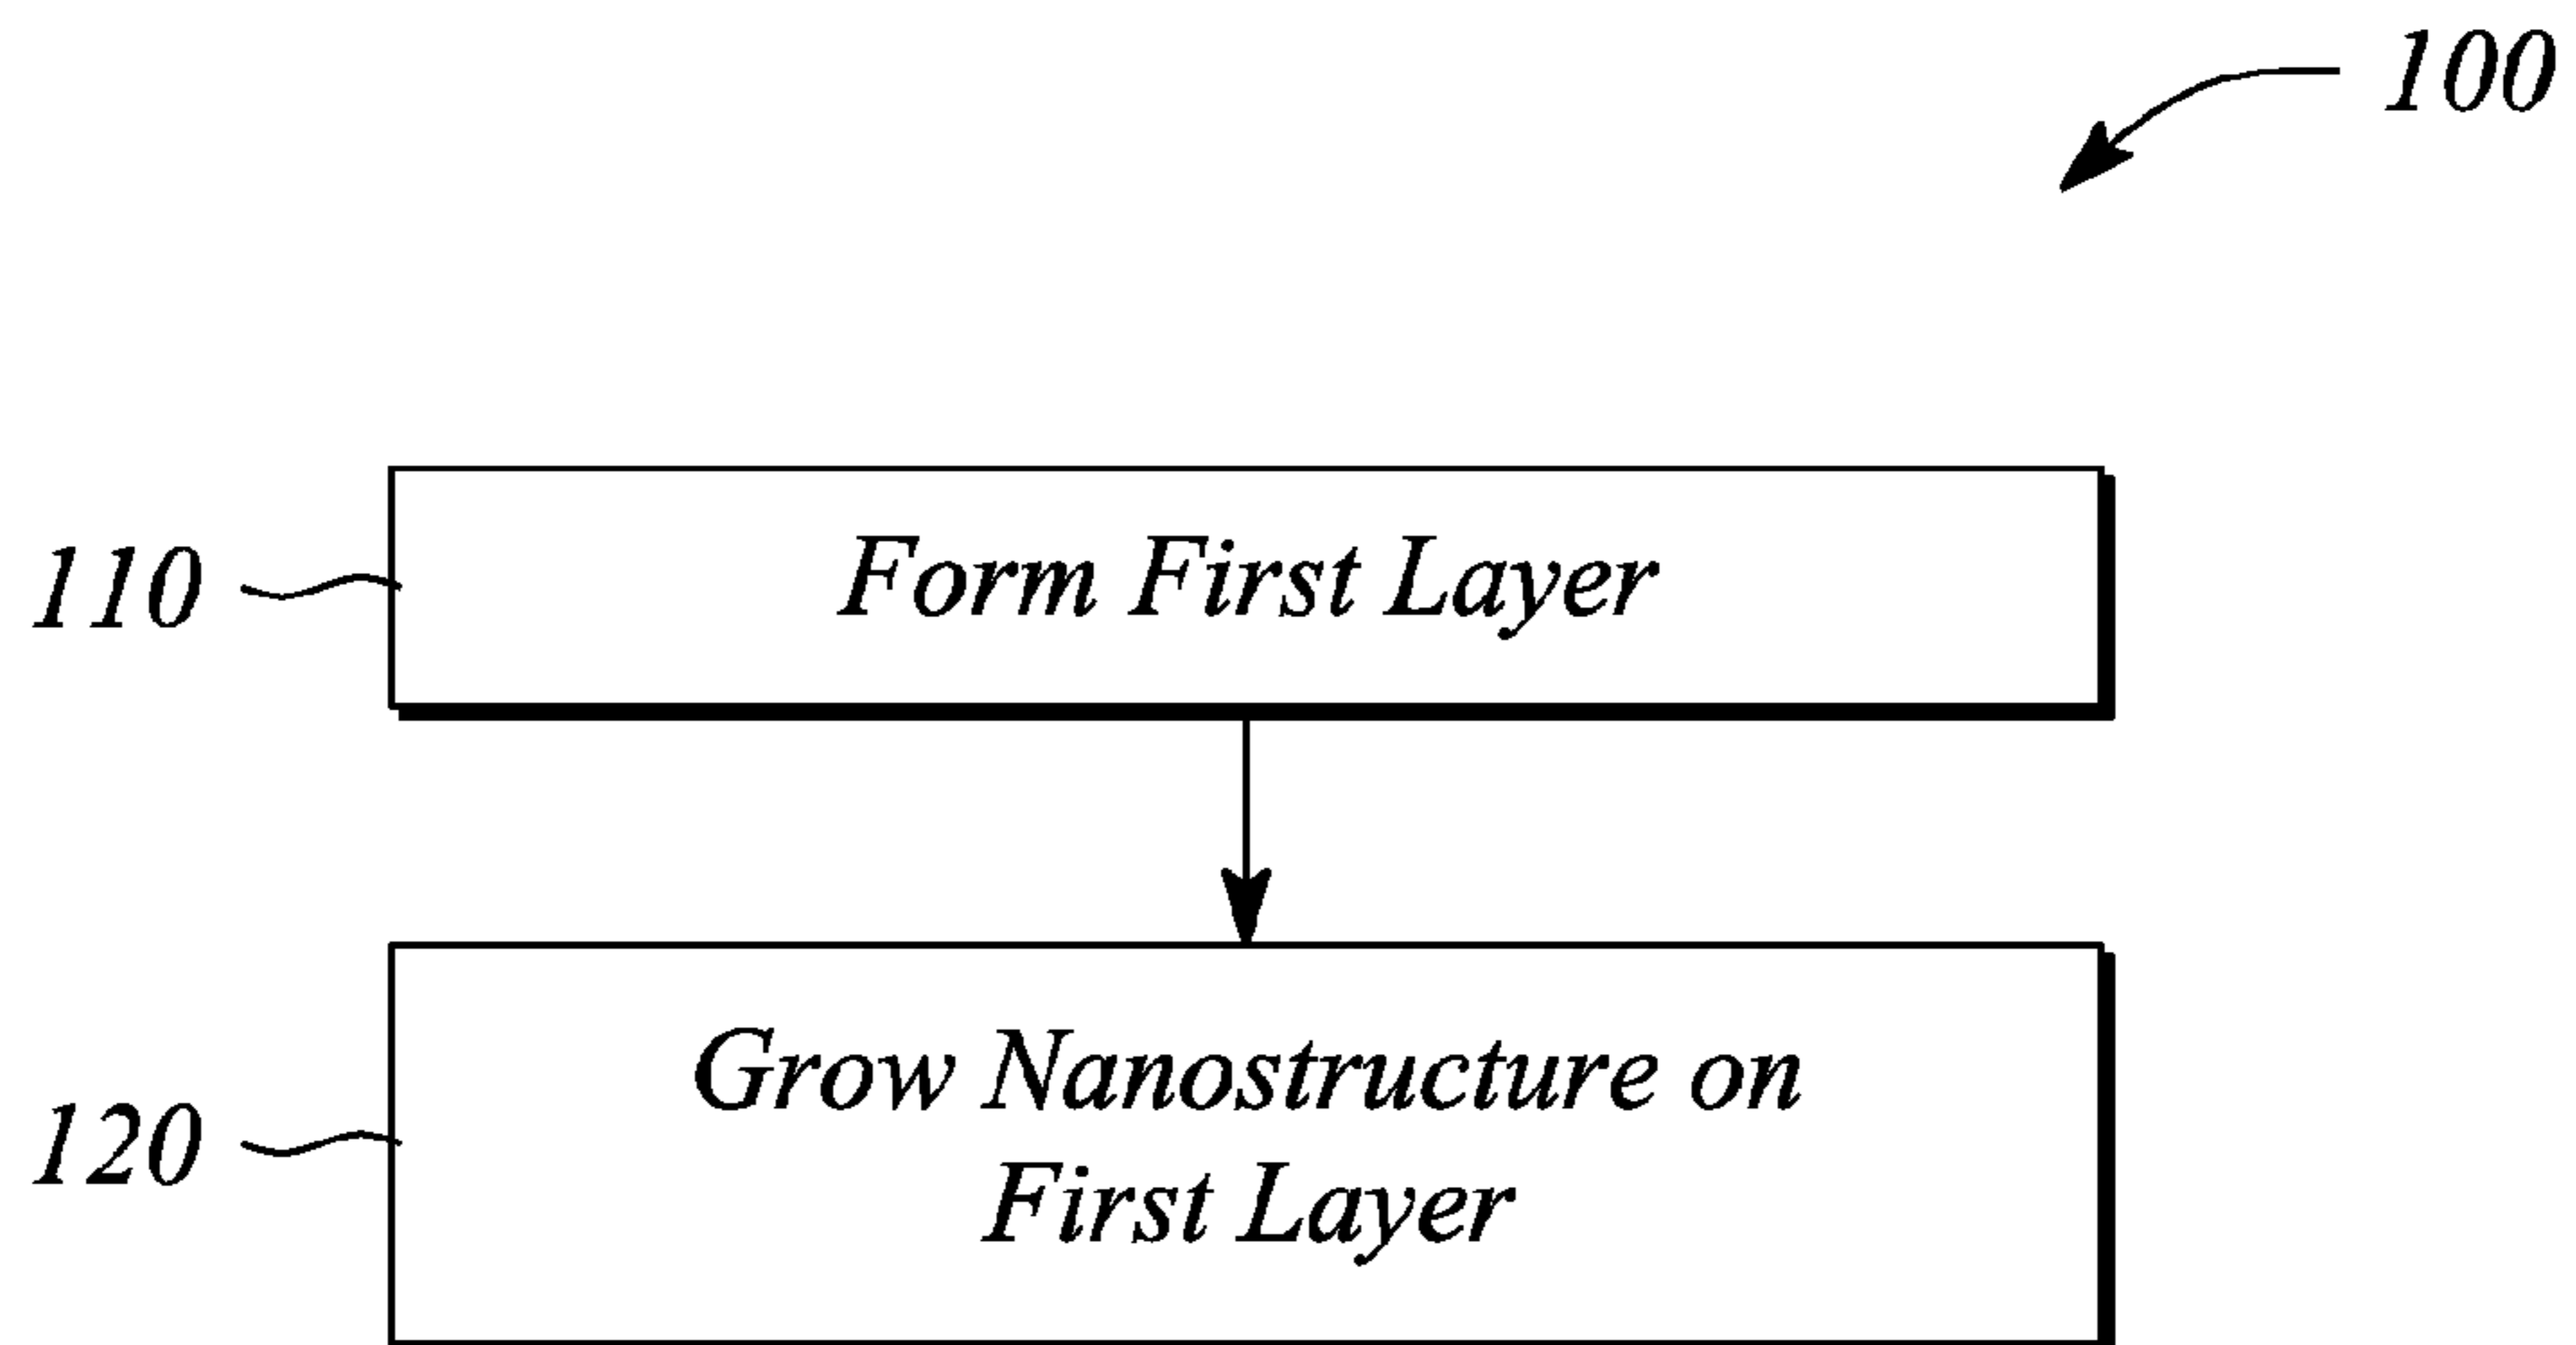 100
110
Form First Layer
120
Grow Nanostructure on
First Layer